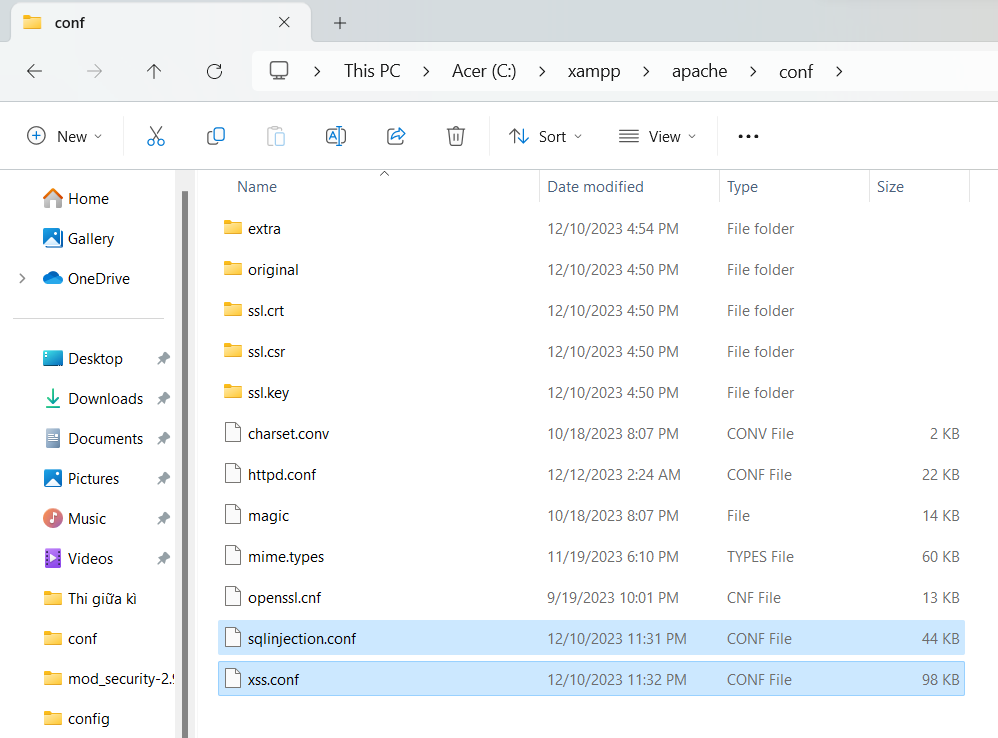 conf
This PC > Acer (C:) > xampp > apache > conf >
New
Sort
View
Name Date modified Type Size
Home
Gallery
OneDrive
Desktop
Downloads
Documents
Pictures
Music
Videos
Thi giữa kì
conf
mod_security-2.9
config
extra 12/10/2023 4:54 PM File folder
original 12/10/2023 4:50 PM File folder
ssl.crt 12/10/2023 4:50 PM File folder
ssl.csr 12/10/2023 4:50 PM File folder
ssl.key 12/10/2023 4:50 PM File folder
charset.conv 10/18/2023 8:07 PM CONV File 2 KB
httpd.conf 12/12/2023 2:24 AM CONF File 22 KB
magic 10/18/2023 8:07 PM File 14 KB
mime.types 11/19/2023 6:10 PM TYPES File 60 KB
openssl.cnf 9/19/2023 10:01 PM CNF File 13 KB
sqlinjection.conf 12/10/2023 11:31 PM CONF File 44 KB
xss.conf 12/10/2023 11:32 PM CONF File 98 KB